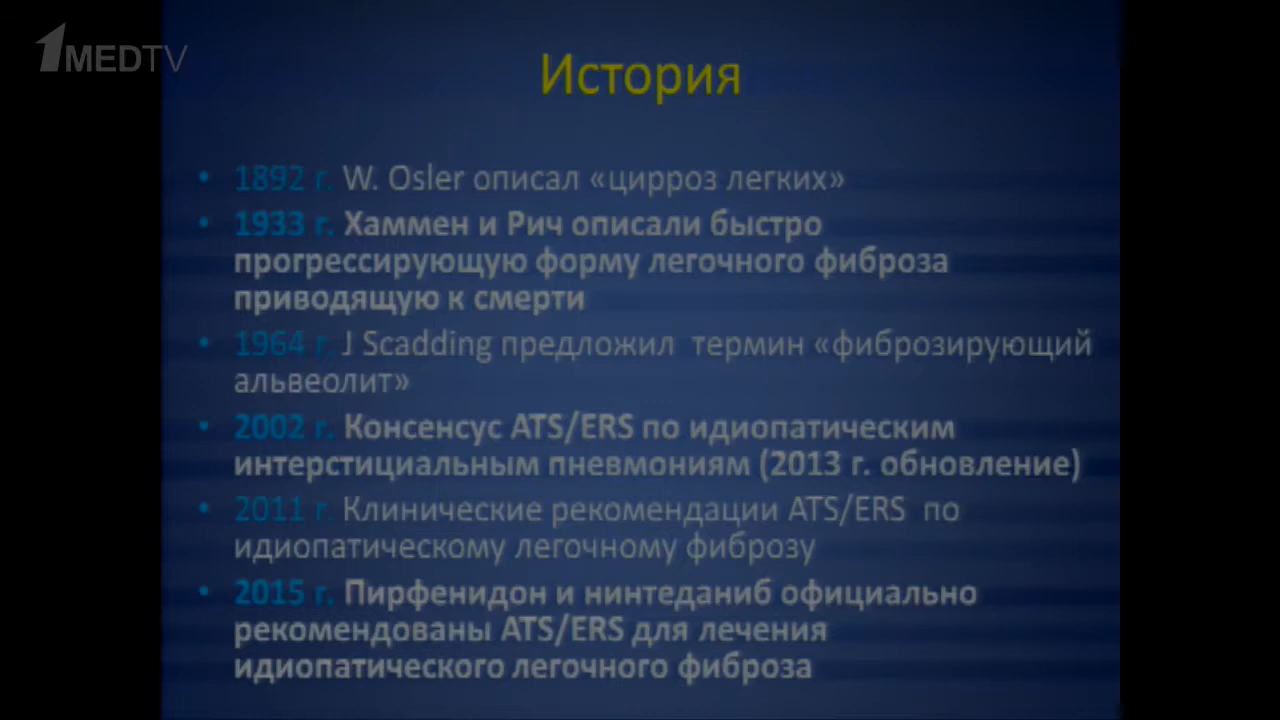 1MEDTV
История
• 1892 г. W. Osler описал «цирроз легких»
• 1933 г. Хаммен и Рич описали быстро
прогрессирующую форму легочного фиброза
приводящую к смерти
• 1964 г. J Scadding предложил термин «фиброзирующий
альвеолит»
• 2002 г. Консенсус ATS/ERS по идиопатическим
интерстициальным пневмониям (2013 г. обновление)
• 2011 г. Клинические рекомендации ATS/ERS по
идиопатическому легочному фиброзу
• 2015 г. Пирфенидон и нинтеданиб официально
рекомендованы ATS/ERS для лечения
идиопатического легочного фиброза